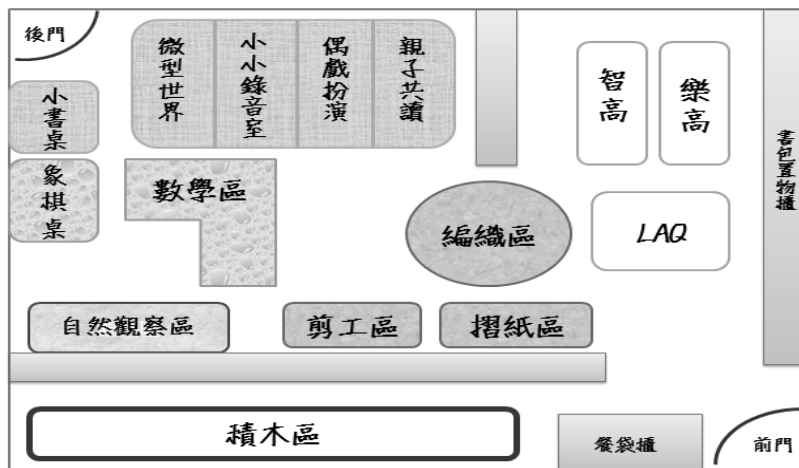 後門
微型世界
小小錄音室
偶戲扮演
親子共讀
智高
樂高
書包置物櫃
小書桌
象棋桌
數學區
編織區
LAQ
自然觀察區
剪工區
摺紙區
積木區
餐袋櫃
前門